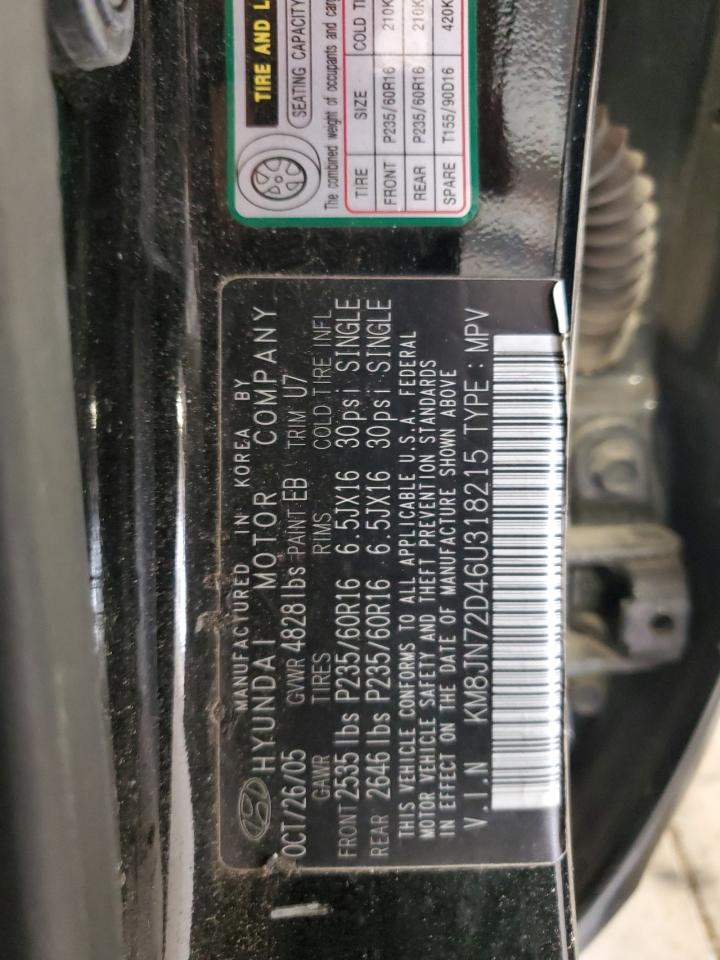 MANUFACTURED IN KOREA BY
HYUNDAI MOTOR COMPANY
OCT/26/05 GVWR 4828lbs PAINT EB TRIM U7
GAWR TIRES RIMS COLD TIRE INFL
FRONT 2535 lbs P235/60R16 6.5JX16 30psi SINGLE
REAR 2646 lbs P235/60R16 6.5JX16 30psi SINGLE
THIS VEHICLE CONFORMS TO ALL APPLICABLE U.S.A. FEDERAL
MOTOR VEHICLE SAFETY AND THEFT PREVENTION STANDARDS
IN EFFECT ON THE DATE OF MANUFACTURE SHOWN ABOVE
V.I.N KM8JN72D46U318215 TYPE : MPV
TIRE AND L
SEATING CAPACITY
The combined weight of occupants and
TIRE SIZE COLD TI
FRONT P235/60R16 210K
REAR P235/60R16 210K
SPARE T155/90D16 420K